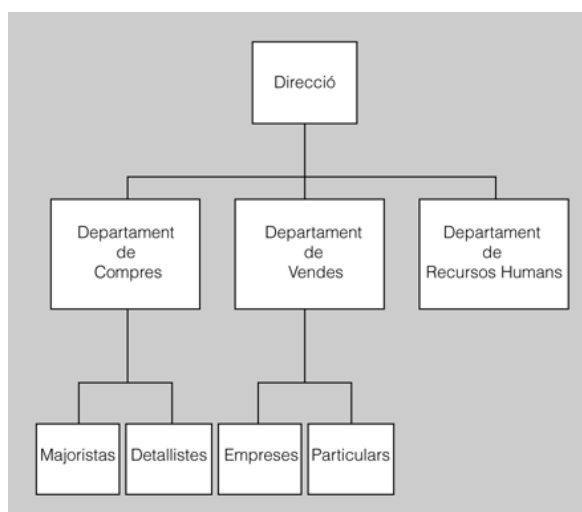 Direcció
Departament
de
Compres
Departament
de
Vendes
Departament
de
Recursos Humans
Majoristas
Detallistes
Empreses
Particulars